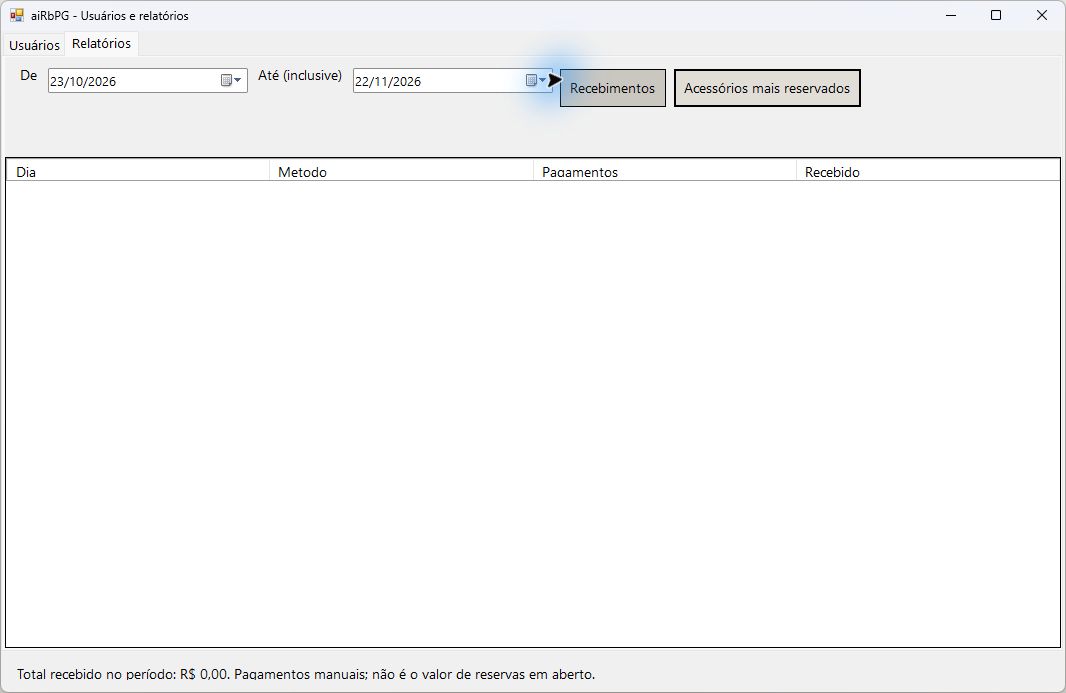 aiRbPG - Usuários e relatórios
Usuários Relatórios
De 23/10/2026 Até (inclusive) 22/11/2026 Recebimentos Acessórios mais reservados
Dia Metodo Pagamentos Recebido
Total recebido no período: R$ 0,00. Pagamentos manuais; não é o valor de reservas em aberto.